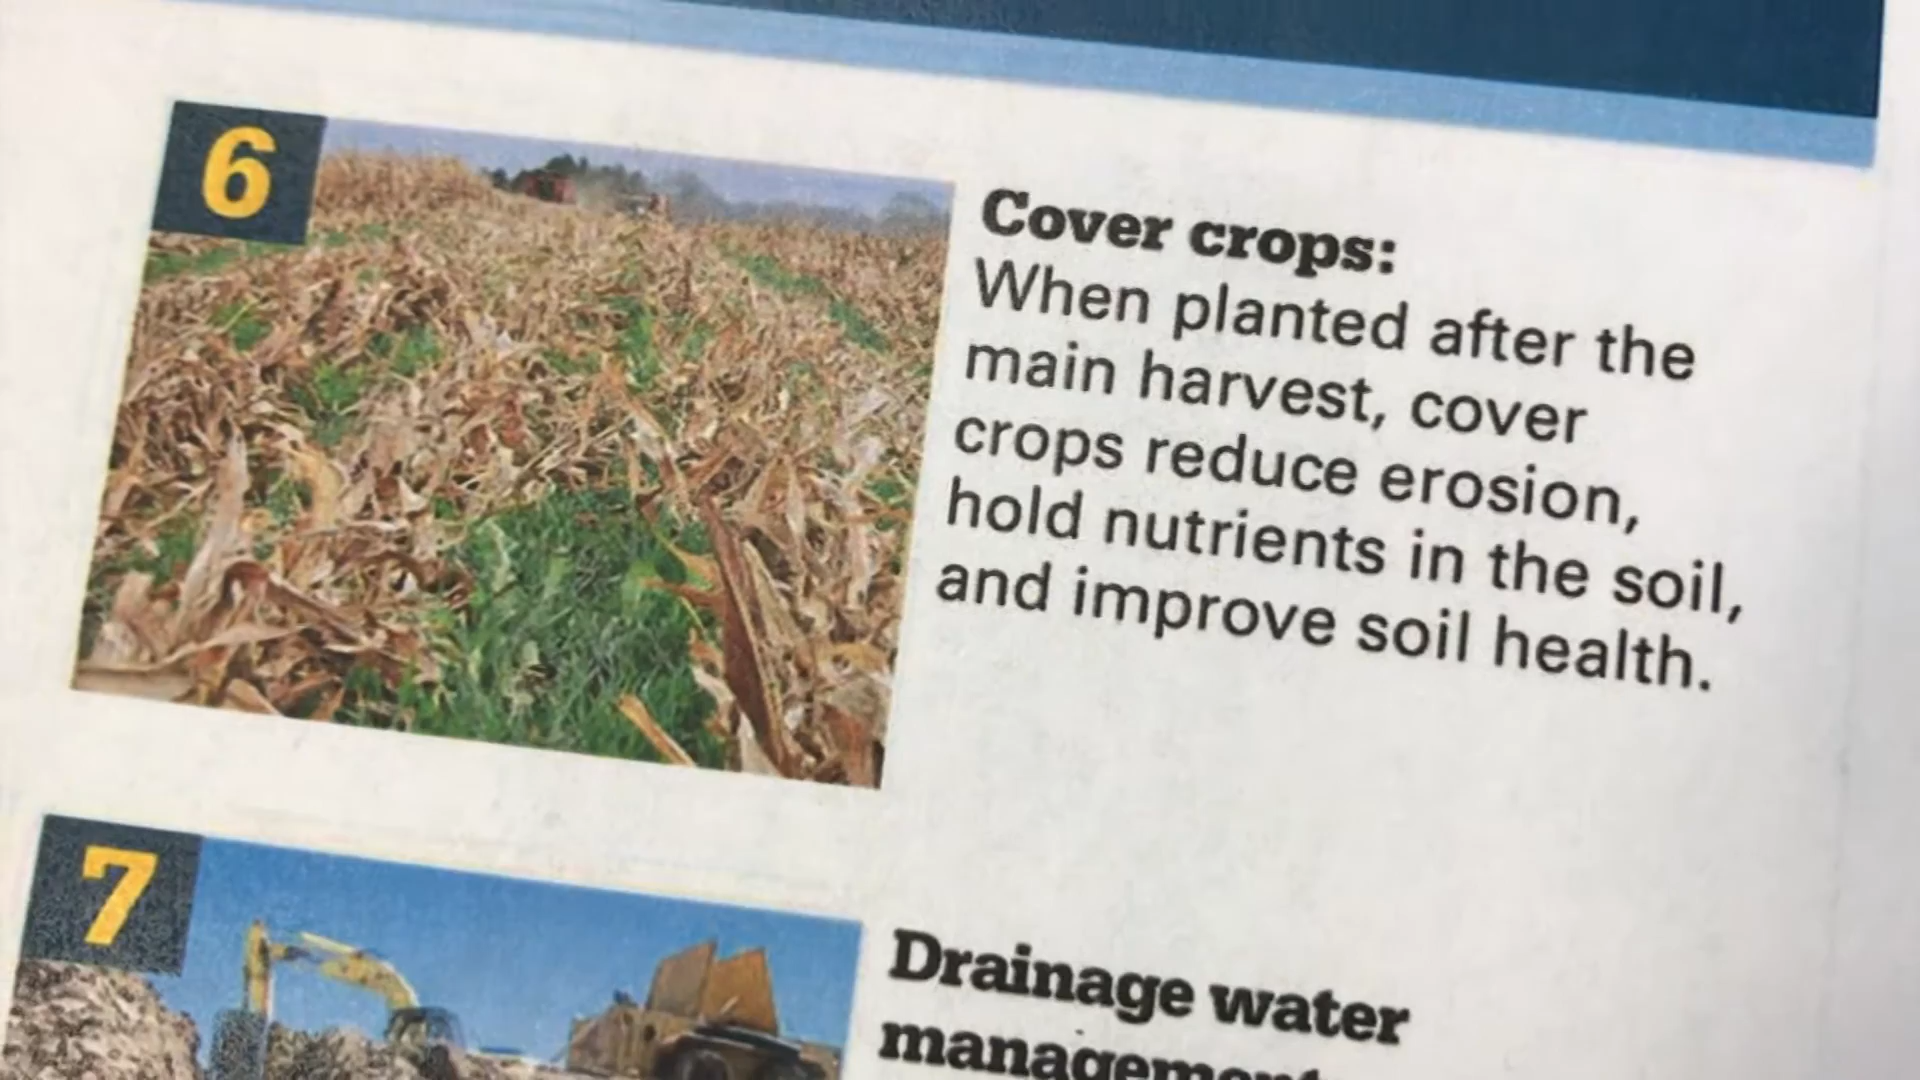 6
Cover crops:
When planted after the
main harvest, cover
crops reduce erosion,
hold nutrients in the soil,
and improve soil health.
7
Drainage water
management